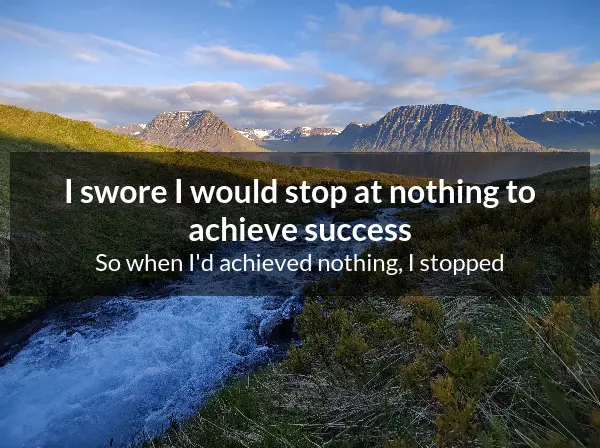 I swore I would stop at nothing to
achieve success
So when I'd achieved nothing, I stopped